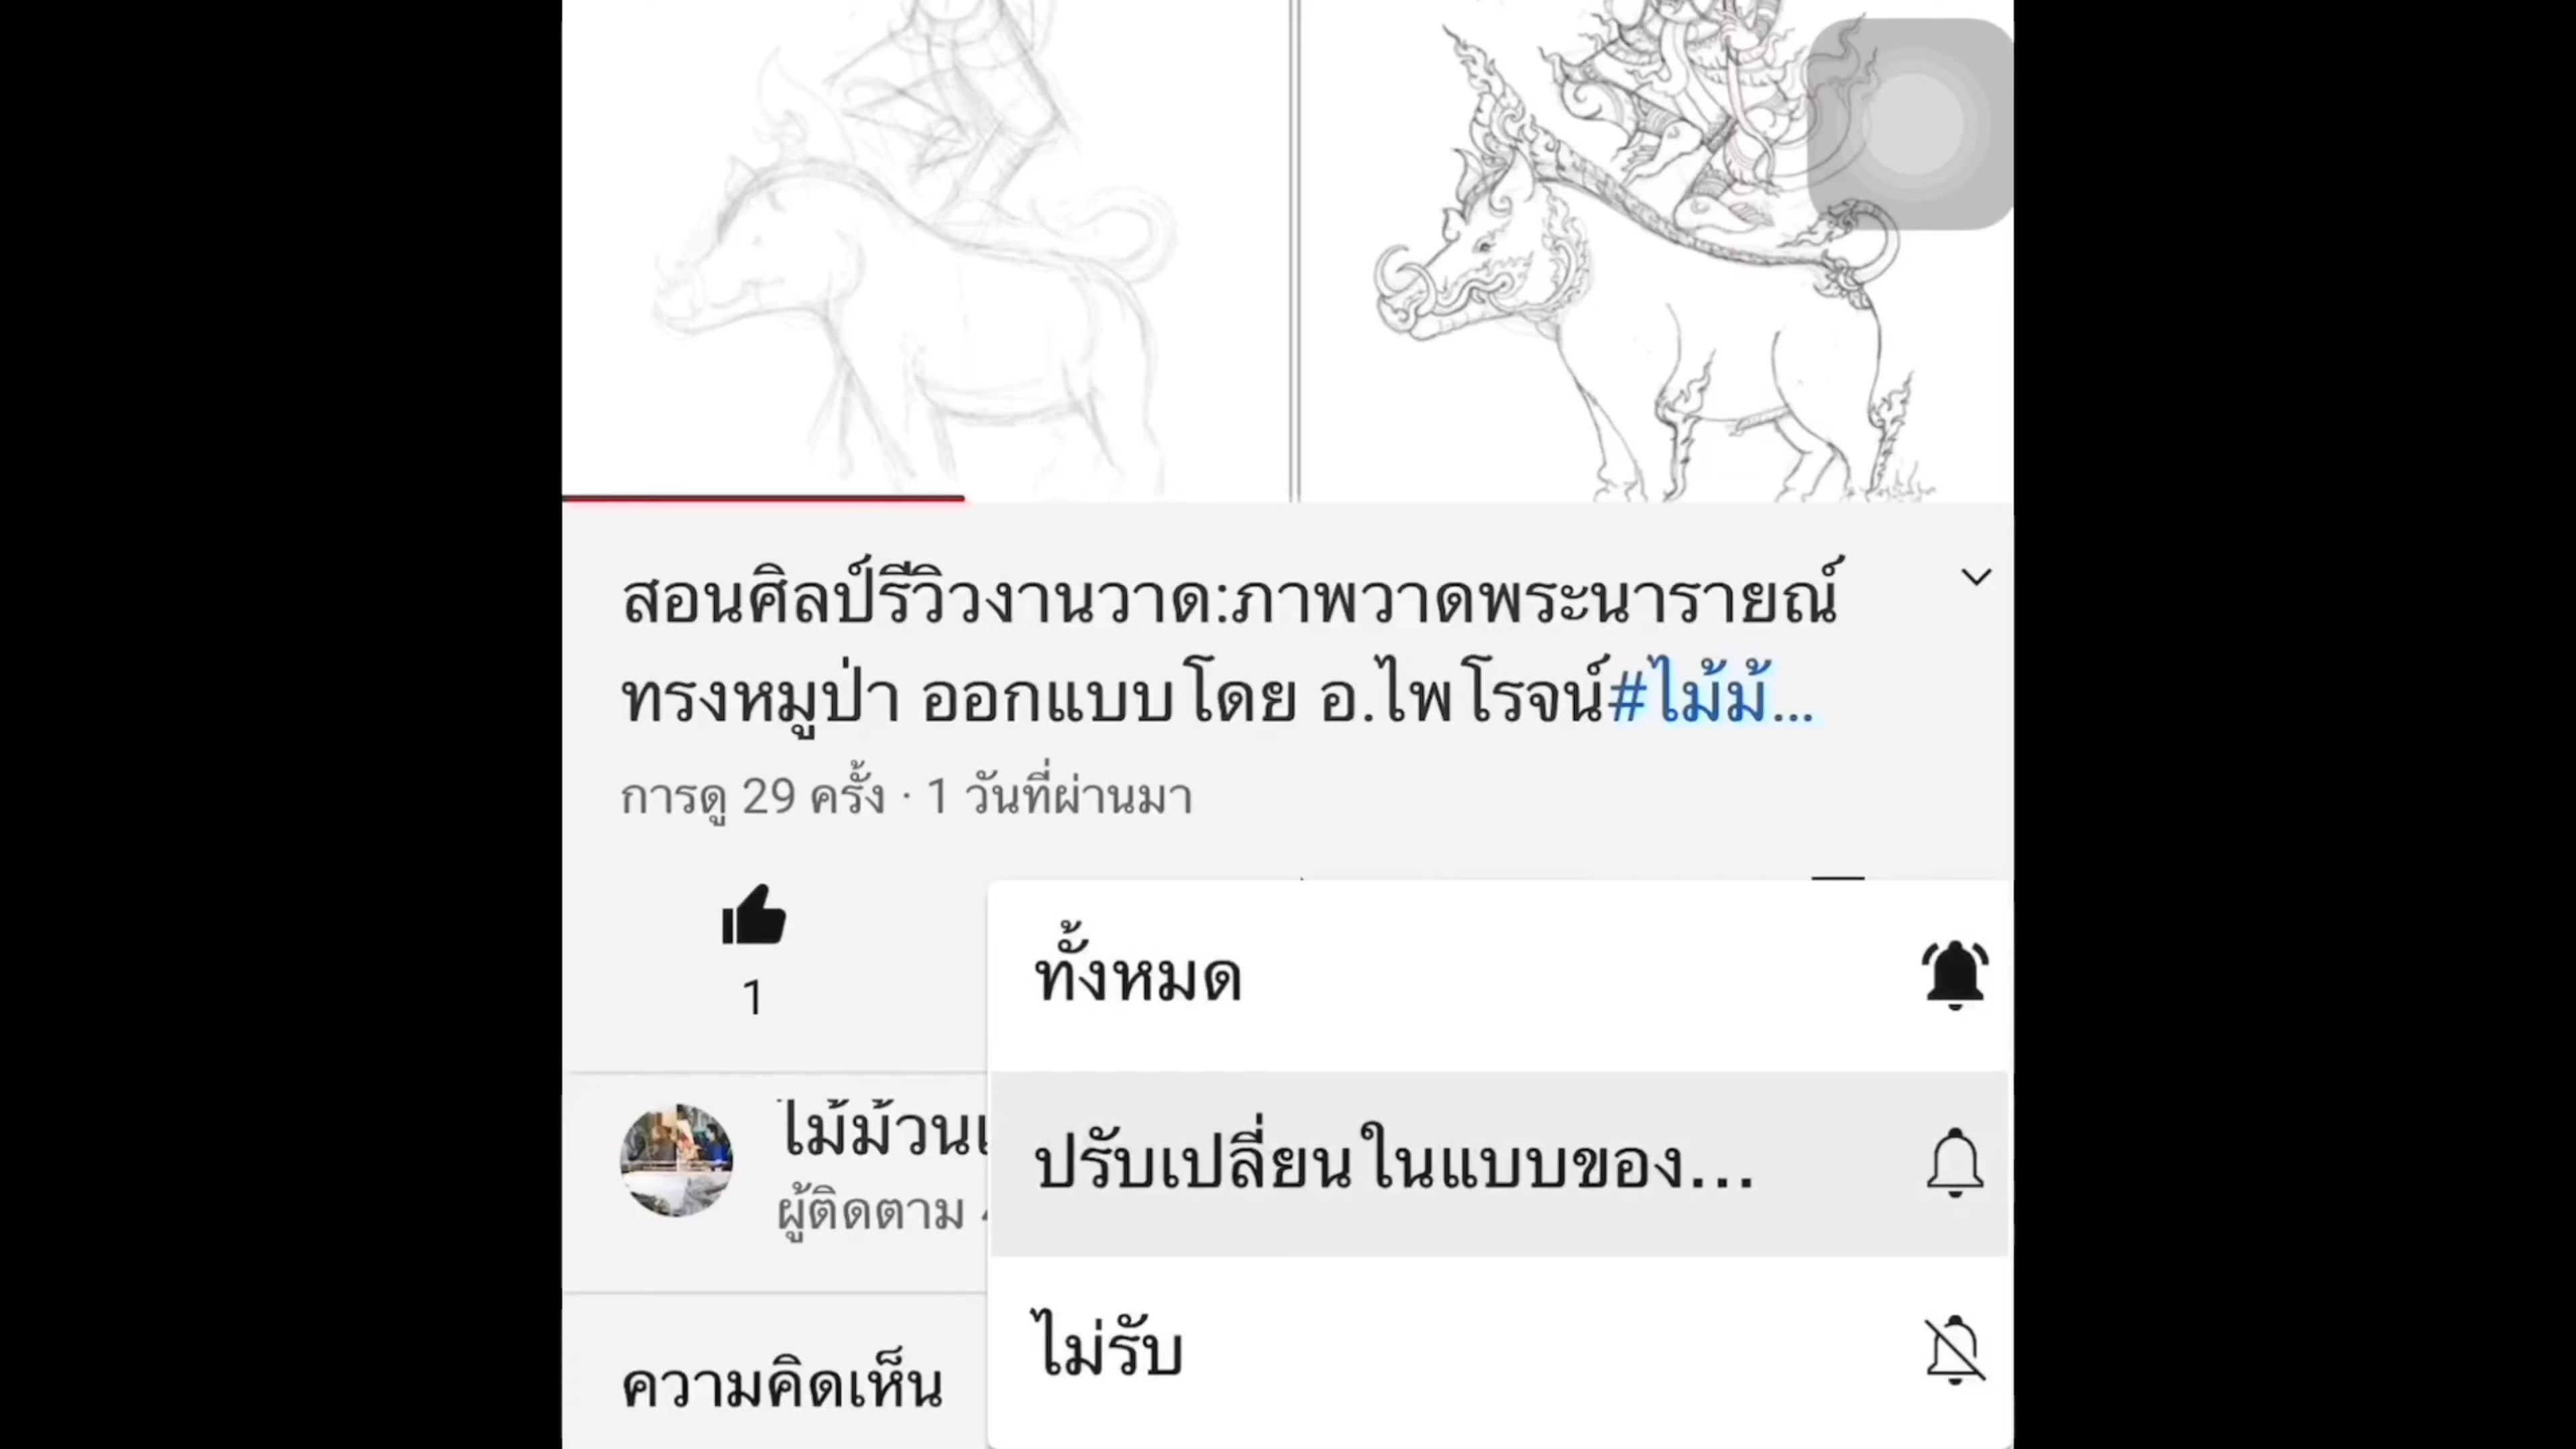 สอนศิลป์รีวิวงานวาด:ภาพวาดพระนารายณ์
ทรงหมูป่า ออกแบบโดย อ.ไพโรจน์#ไม้ม้...
การดู 29 ครั้ง · 1 วันที่ผ่านมา
1
ทั้งหมด
ไม้ม้วน
ปรับเปลี่ยนในแบบของ...
ผู้ติดตาม
ไม่รับ
ความคิดเห็น